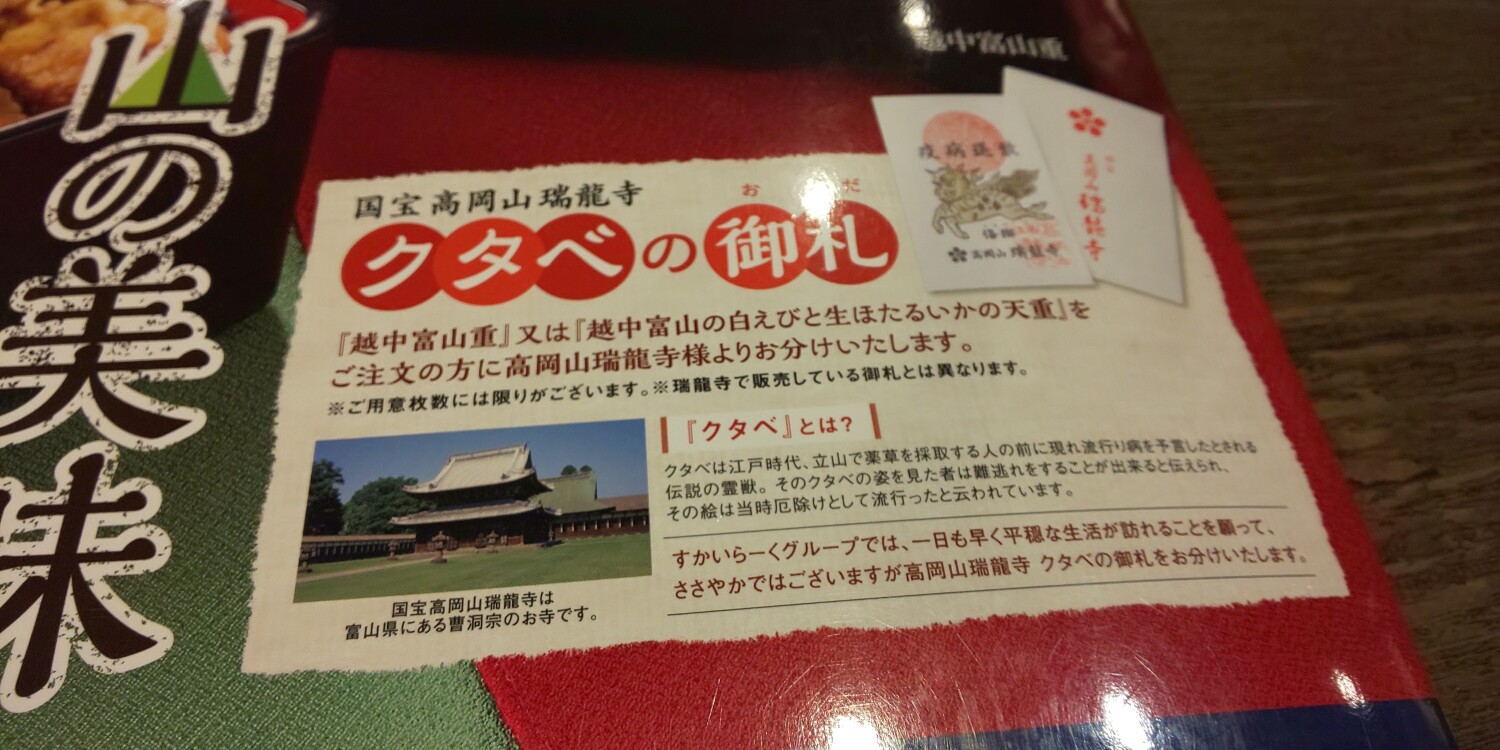 山の美味
国宝高岡山瑞龍寺
クタベの御札
お だ
『越中富山重』又は『越中富山の白えびと生ほたるいかの天重』を
ご注文の方に高岡山瑞龍寺様よりお分けいたします。
※ご用意枚数には限りがございます。※瑞龍寺で販売している御札とは異なります。
『クタベ』とは?
クタベは江戸時代、立山で薬草を採取する人の前に現れ流行り病を予言したとされる
伝説の霊獣。そのクタベの姿を見た者は難逃れをすることが出来ると伝えられ、
その絵は当時厄除けとして流行ったと云われています。
すかいらーくグループでは、一日も早く平穏な生活が訪れることを願って、
ささやかではございますが高岡山瑞龍寺 クタベの御札をお分けいたします。
国宝高岡山瑞龍寺は
富山県にある曹洞宗のお寺です。
疫病退散
高岡山 瑞龍寺
瑞龍寺